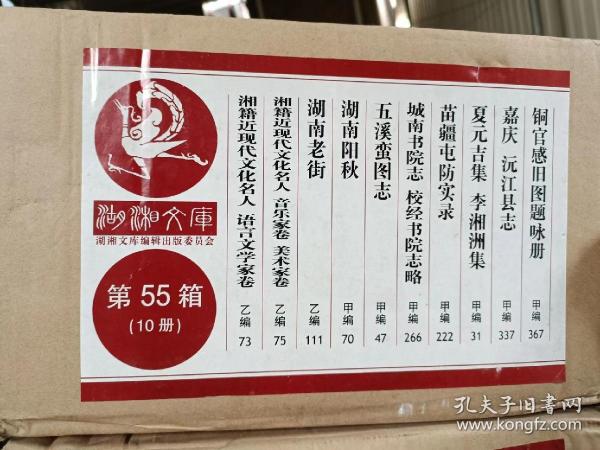 湖湘文庫
湖湘文库编辑出版委员会
第55箱
(10册)
铜官感旧图题咏册 甲编 367
嘉庆 沅江县志 甲编 337
夏元吉集 李湘洲集 甲编 31
苗疆屯防实录 甲编 222
城南书院志 校经书院志略 甲编 266
五溪蛮图志 甲编 47
湖南阳秋 甲编 70
湖南老街 乙编 111
湘籍近现代文化名人 音乐家卷 美术家卷 乙编 75
湘籍近现代文化名人 语言文学家卷 乙编 73
孔夫子旧书网
www.kongfz.com